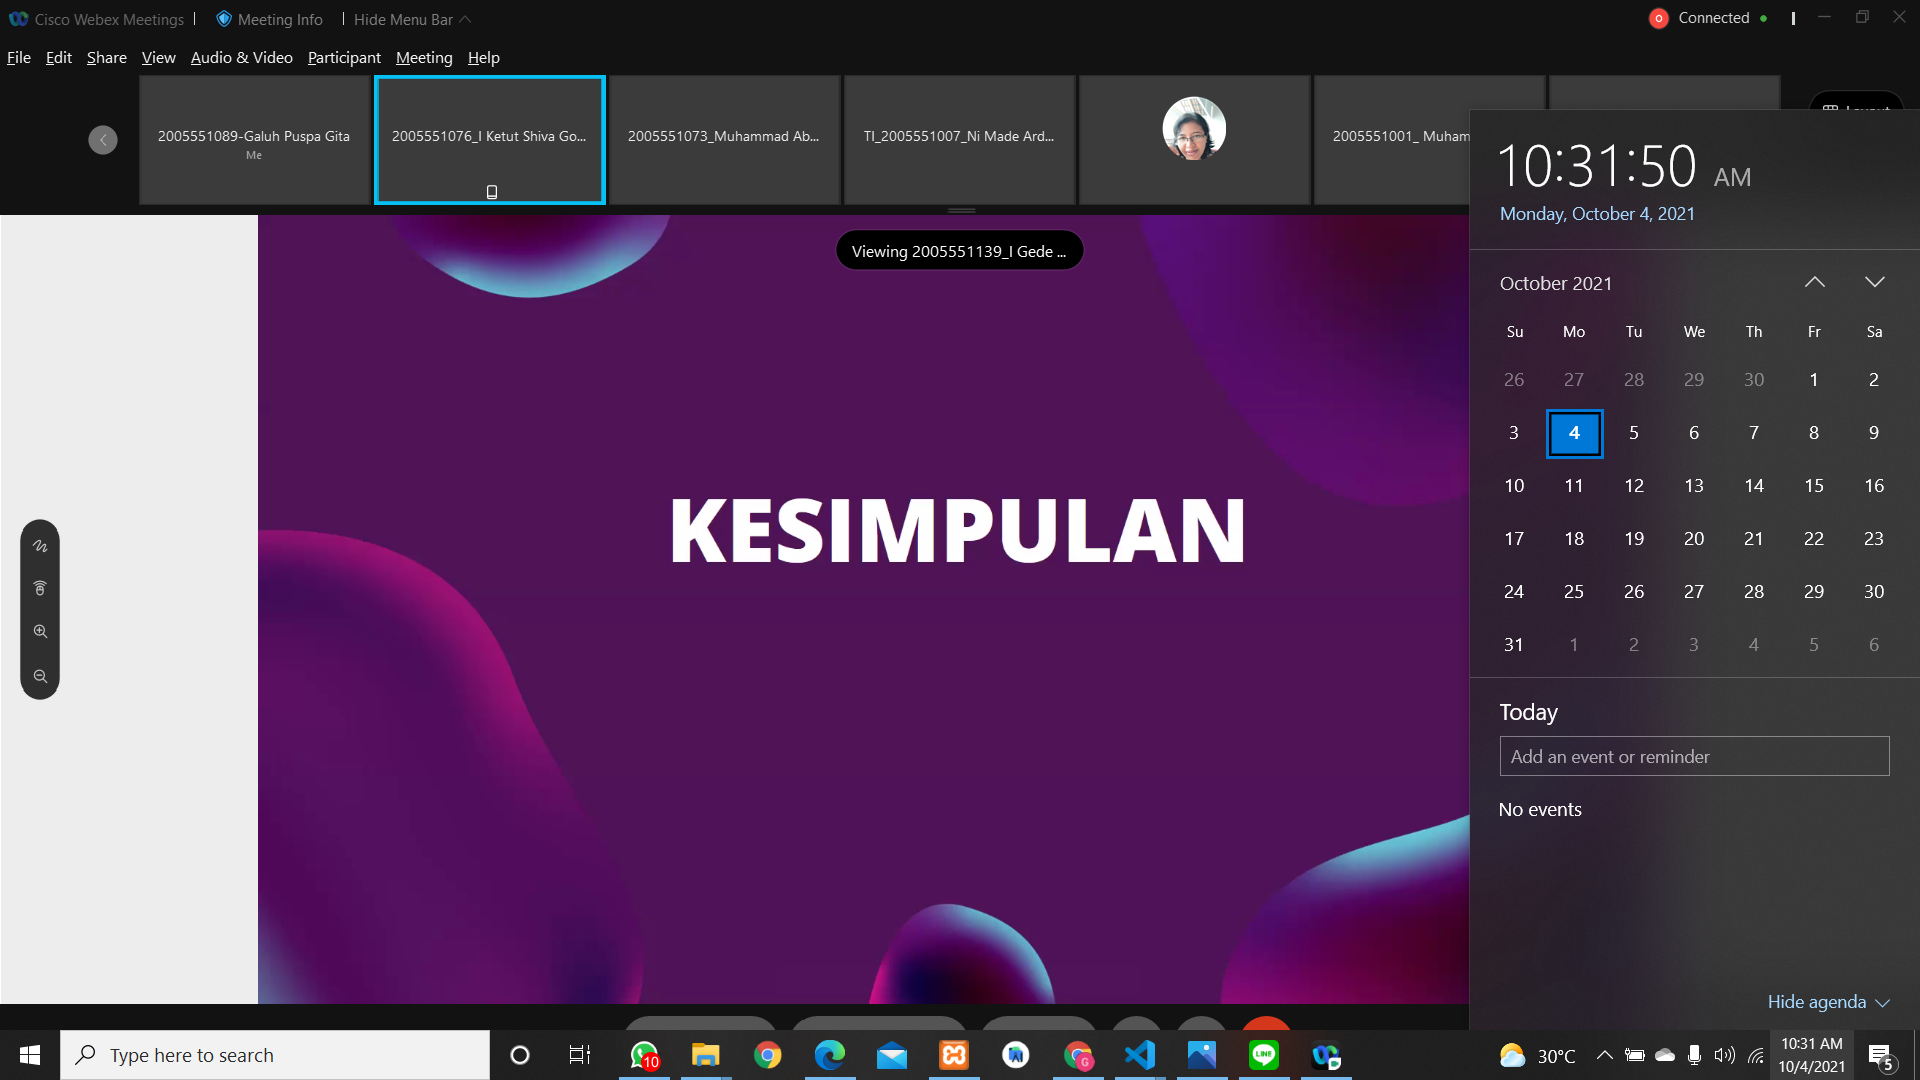 Cisco Webex Meetings
Meeting Info
Hide Menu Bar
Connected
File Edit Share View Audio & Video Participant Meeting Help
2005551089-Galuh Puspa Gita
Me
2005551076_I Ketut Shiva Go...
2005551073_Muhammad Ab...
TI_2005551007_Ni Made Ard...
2005551001_ Muham
Layout
Viewing 2005551139_I Gede ...
KESIMPULAN
10:31:50 AM
Monday, October 4, 2021
October 2021
Su Mo Tu We Th Fr Sa
26 27 28 29 30 1 2
3 4 5 6 7 8 9
10 11 12 13 14 15 16
17 18 19 20 21 22 23
24 25 26 27 28 29 30
31 1 2 3 4 5 6
Today
Add an event or reminder
No events
Hide agenda
Type here to search
10
G
LINE
30°C
10:31 AM
10/4/2021
5